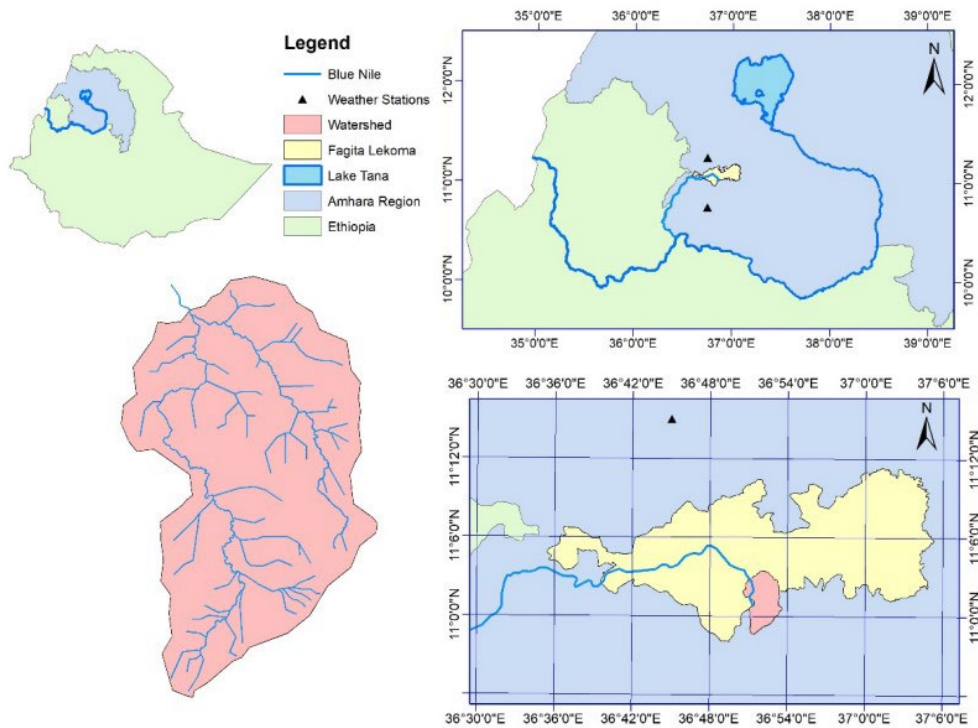 Legend
Blue Nile
Weather Stations
Watershed
Fagita Lekoma
Lake Tana
Amhara Region
Ethiopia
35°0'0"E 36°0'0"E 37°0'0"E 38°0'0"E 39°0'0"E
N
12°0'0"N 12°0'0"N
11°0'0"N 11°0'0"N
10°0'0"N 10°0'0"N
35°0'0"E 36°0'0"E 37°0'0"E 38°0'0"E 39°0'0"E
36°30'0"E 36°36'0"E 36°42'0"E 36°48'0"E 36°54'0"E 37°0'0"E 37°6'0"E
N
11°12'0"N 11°12'0"N
11°6'0"N 11°6'0"N
11°0'0"N 11°0'0"N
36°30'0"E 36°36'0"E 36°42'0"E 36°48'0"E 36°54'0"E 37°0'0"E 37°6'0"E